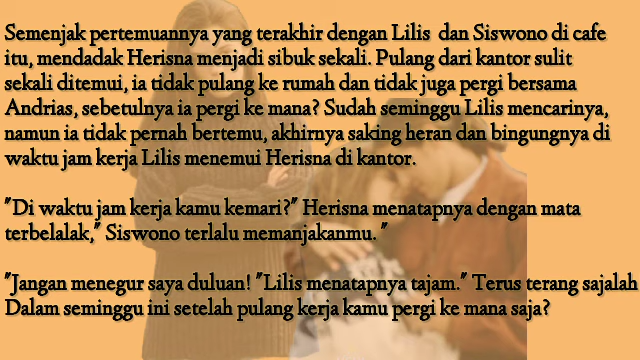 Semenjak pertemuannya yang terakhir dengan Lilis dan Siswono di cafe
itu, mendadak Herisna menjadi sibuk sekali. Pulang dari kantor sulit
sekali ditemui, ia tidak pulang ke rumah dan tidak juga pergi bersama
Andrias, sebetulnya ia pergi ke mana? Sudah seminggu Lilis mencarinya,
namun ia tidak pernah bertemu, akhirnya saking heran dan bingungnya di
waktu jam kerja Lilis menemui Herisna di kantor.
"Di waktu jam kerja kamu kemari?" Herisna menatapnya dengan mata
terbelalak," Siswono terlalu memanjakanmu. "
"Jangan menegur saya duluan! "Lilis menatapnya tajam." Terus terang sajalah
Dalam seminggu ini setelah pulang kerja kamu pergi ke mana saja?